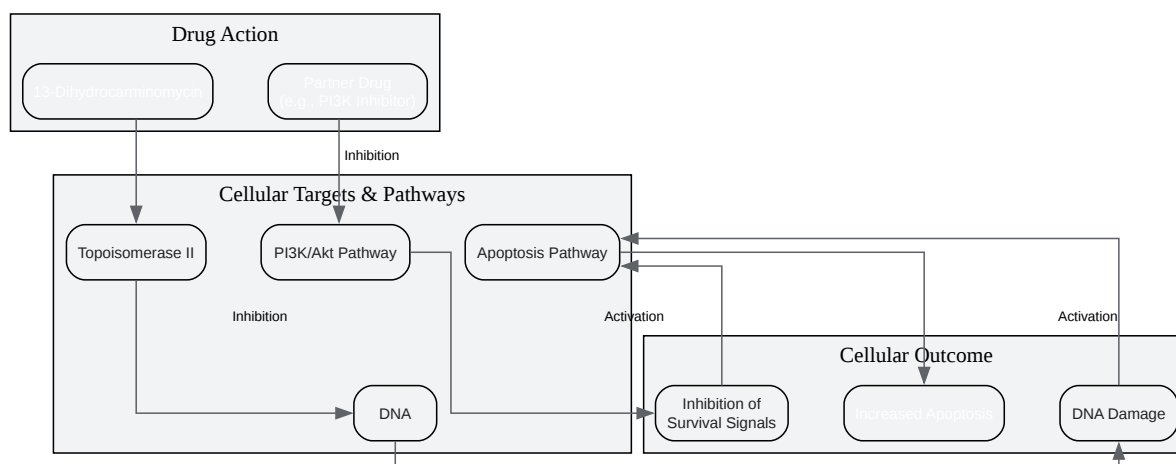 Drug Action
13-Dihydrocarminomycin
Partner Drug
(e.g., PI3K Inhibitor)
Inhibition
Cellular Targets & Pathways
Topoisomerase II
PI3K/Akt Pathway
Apoptosis Pathway
Inhibition
Activation
Activation
Cellular Outcome
DNA
Inhibition of
Survival Signals
Increased Apoptosis
DNA Damage